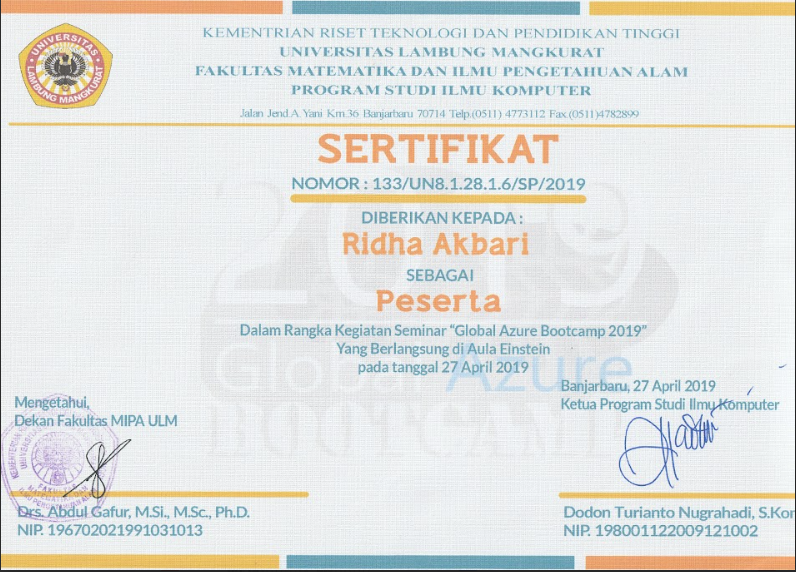 KEMENTRIAN RISET TEKNOLOGI DAN PENDIDIKAN TINGGI
UNIVERSITAS LAMBUNG MANGKURAT
FAKULTAS MATEMATIKA DAN ILMU PENGETAHUAN ALAM
PROGRAM STUDI ILMU KOMPUTER
Jalan Jend.A. Yani Km.36 Banjarbaru 70714 Telp.(0511) 4773112 Fax.(0511)4782899
UNIVERSITAS
LAMBUNG MANGKURAT
SERTIFIKAT
NOMOR : 133/UN8.1.28.1.6/SP/2019
DIBERIKAN KEPADA :
Ridha Akbari
SEBAGAI
Peserta
Dalam Rangka Kegiatan Seminar "Global Azure Bootcamp 2019"
Yang Berlangsung di Aula Einstein
pada tanggal 27 April 2019
2019
Global Azure
BOOTCAMP
Mengetahui,
Dekan Fakultas MIPA ULM
Drs. Abdul Gafur, M.Si., M.Sc., Ph.D.
NIP. 196702021991031013
Banjarbaru, 27 April 2019
Ketua Program Studi Ilmu Komputer
Dodon Turianto Nugrahadi, S.Kom
NIP. 198001122009121002